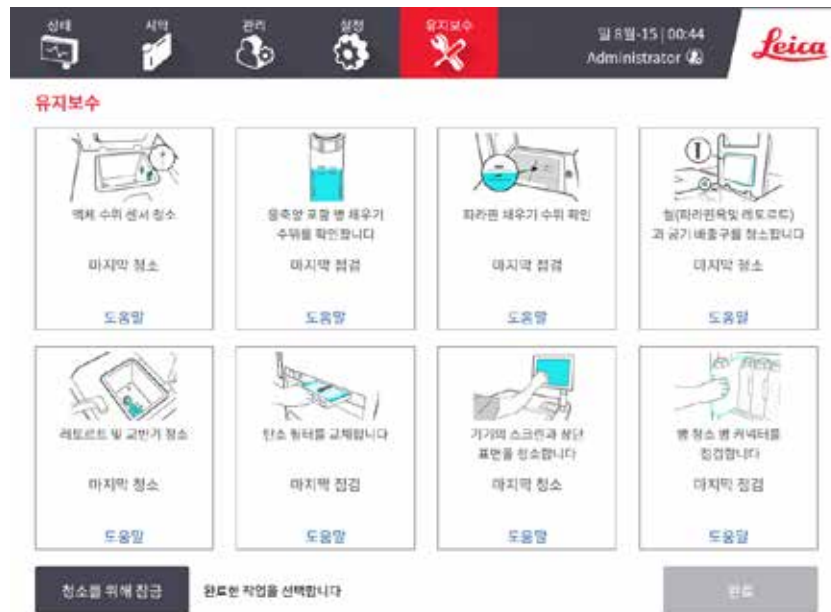 상태
시약
관리
설정
유지보수
일 8월-15 | 00:44
Administrator
Leica
유지보수
액체 수위 센서 청소
마지막 청소
도움말
응축액 포함 병 채우기
수위를 확인합니다
마지막 점검
도움말
파라핀 채우기 수위 확인
마지막 점검
도움말
1
씰(파라핀욕및 레토르트)
과 공기 배출구를 청소합니다
마지막 청소
도움말
레토르트 및 교반기 청소
마지막 청소
도움말
탄소 필터를 교체합니다
마지막 점검
도움말
기기의 스크린과 상단
표면을 청소합니다
마지막 청소
도움말
병 청소 병 커넥터를
점검합니다
마지막 점검
도움말
청소를 위해 잠금
완료한 작업을 선택합니다
완료